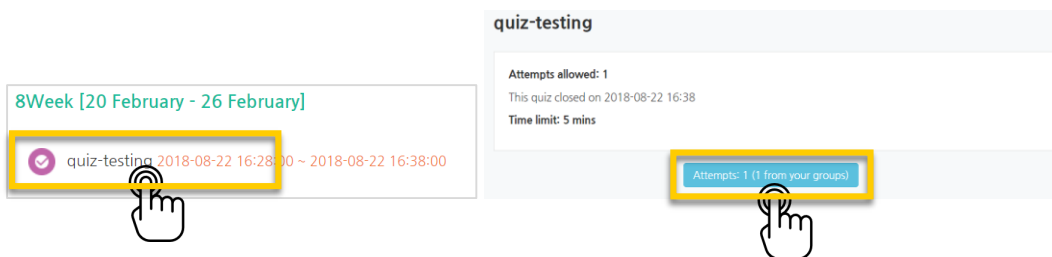 8Week [20 February - 26 February]
quiz-testing 2018-08-22 16:28:00 ~ 2018-08-22 16:38:00
quiz-testing
Attempts allowed: 1
This quiz closed on 2018-08-22 16:38
Time limit: 5 mins
Attempts: 1 (1 from your groups)